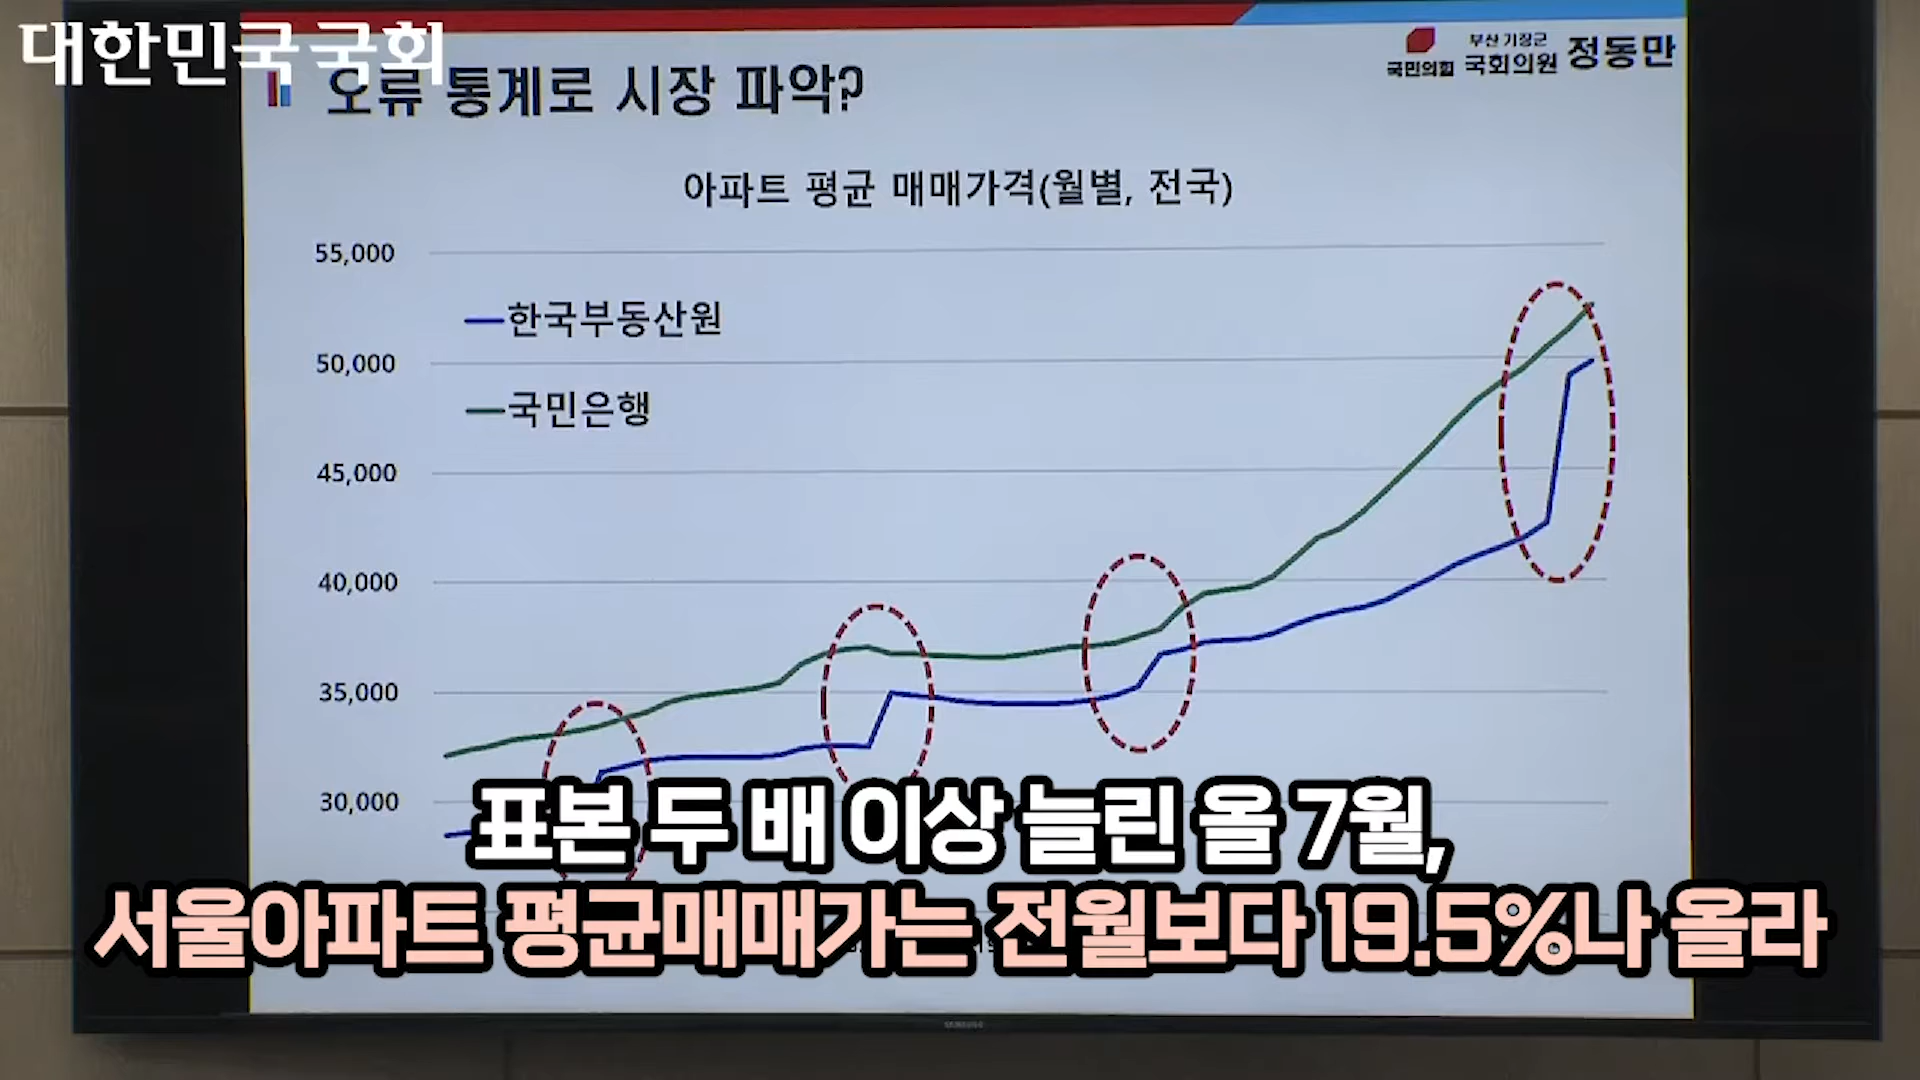 대한민국 국회
국민의힘
부산 기장군
국회의원 정동만
오류 통계로 시장 파악?
아파트 평균 매매가격(월별, 전국)
55,000
한국부동산원
50,000
국민은행
45,000
40,000
35,000
30,000
표본 두 배 이상 늘린 올 7월,
서울아파트 평균매매가는 전월보다 19.5%나 올라
SAMSUNG